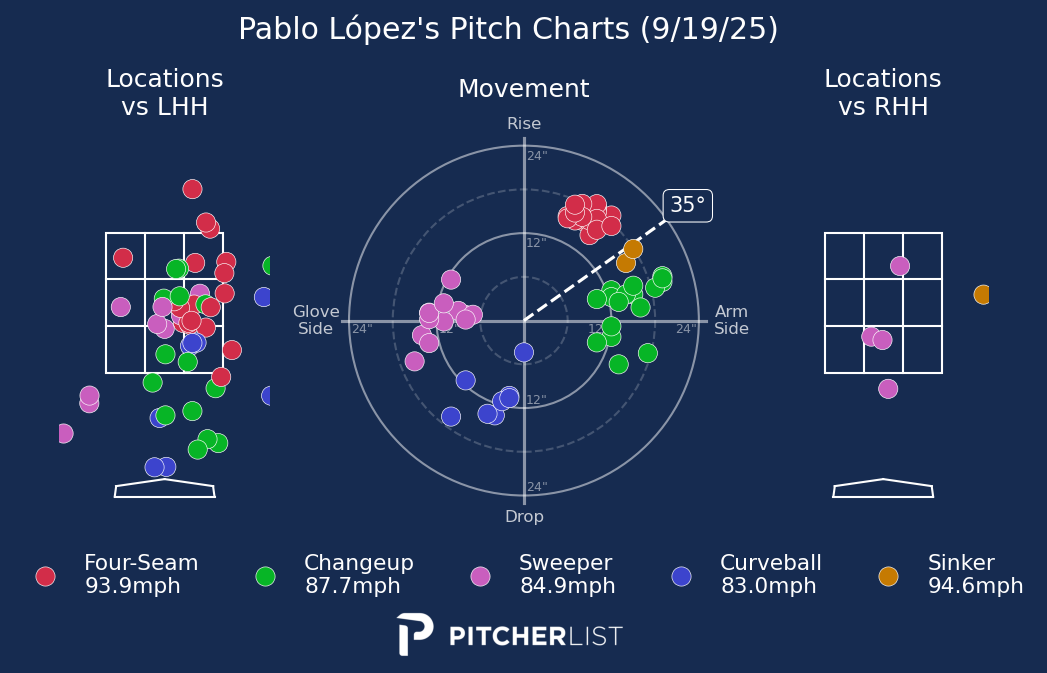 Pablo López's Pitch Charts (9/19/25)
Locations
vs LHH
Movement
Locations
vs RHH
Rise
24"
35°
12"
Glove
Side
24"
12"
12"
24"
Arm
Side
12"
24"
Drop
Four-Seam
93.9mph
Changeup
87.7mph
Sweeper
84.9mph
Curveball
83.0mph
Sinker
94.6mph
PITCHERLIST